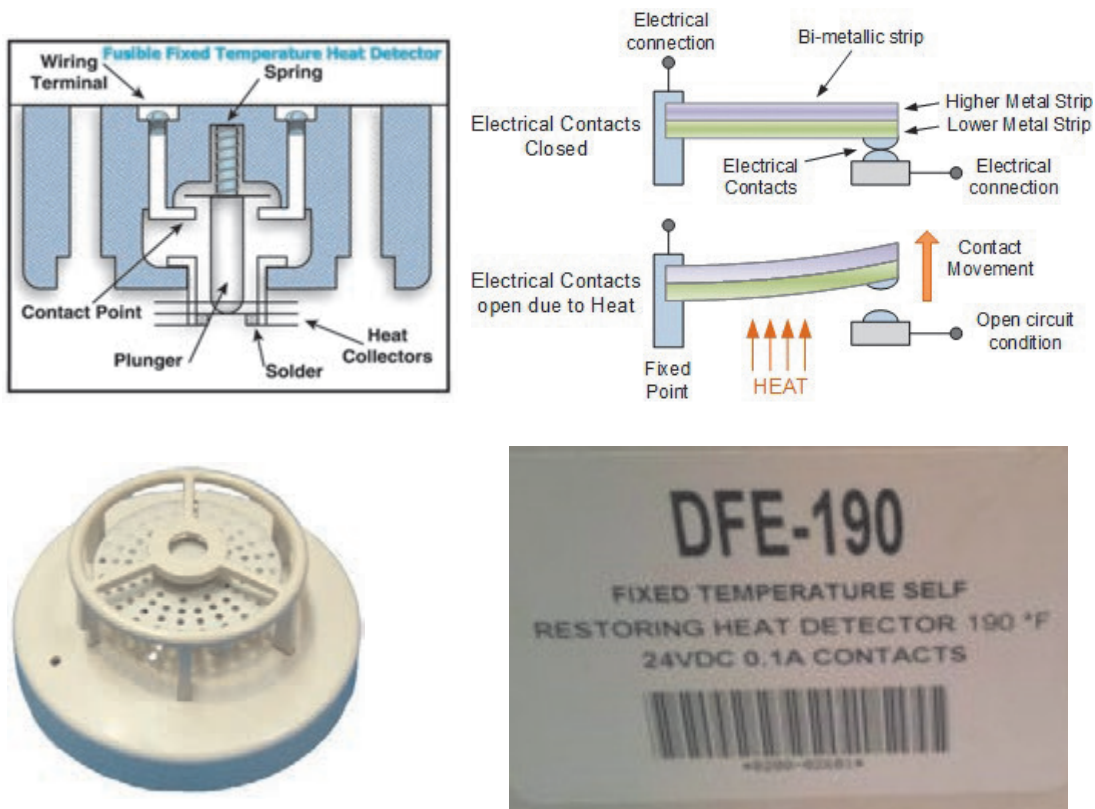 Fusible Fixed Temperature Heat Detector
Wiring
Terminal
Spring
Contact Point
Plunger
Solder
Heat
Collectors
Electrical
connection
Bi-metallic strip
Electrical Contacts
Closed
Higher Metal Strip
Lower Metal Strip
Electrical
Contacts
Electrical
connection
Electrical Contacts
open due to Heat
Contact
Movement
Open circuit
condition
Fixed
Point
HEAT
DFE-190
FIXED TEMPERATURE SELF
RESTORING HEAT DETECTOR 190 °F
24VDC 0.1A CONTACTS